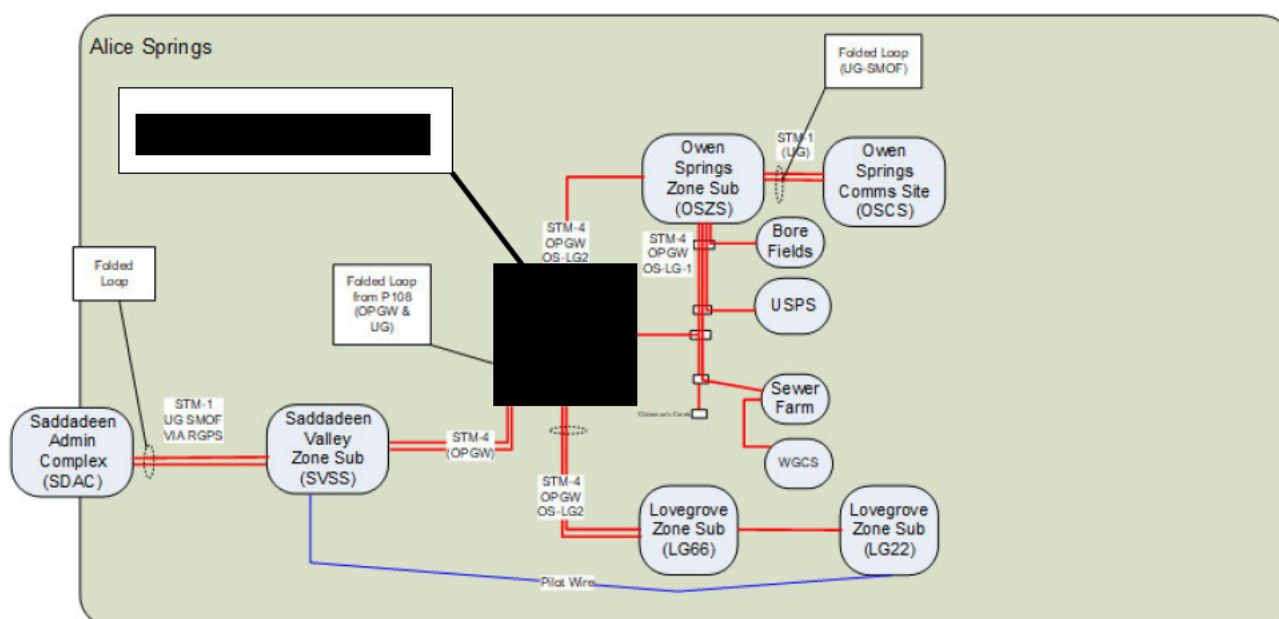 Alice Springs
Folded Loop
(UG-SMOF)
STM-1
(UG)
Owen
Springs
Zone Sub
(OSZS)
Owen
Springs
Comms Site
(OSCS)
STM-4
OPGW
OS-LG2
STM-4
OPGW
OS-LG-1
Bore
Fields
Folded
Loop
Folded Loop
from P108
(OPGW &
UG)
USPS
Sewer
Farm
STM-1
UG SMOF
VIA RGPS
Saddadeen
Admin
Complex
(SDAC)
Saddadeen
Valley
Zone Sub
(SVSS)
STM-4
(OPGW)
WGCS
STM-4
OPGW
OS-LG2
Lovegrove
Zone Sub
(LG66)
Lovegrove
Zone Sub
(LG22)
Pilot Wire